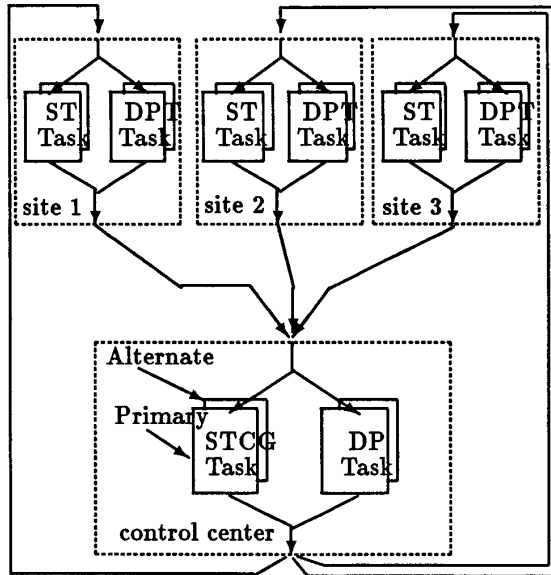 ST
Task
DPT
Task
ST
Task
DPT
Task
ST
Task
DPT
Task
site 1
site 2
site 3
Alternate
Primary
STCG
Task
DP
Task
control center